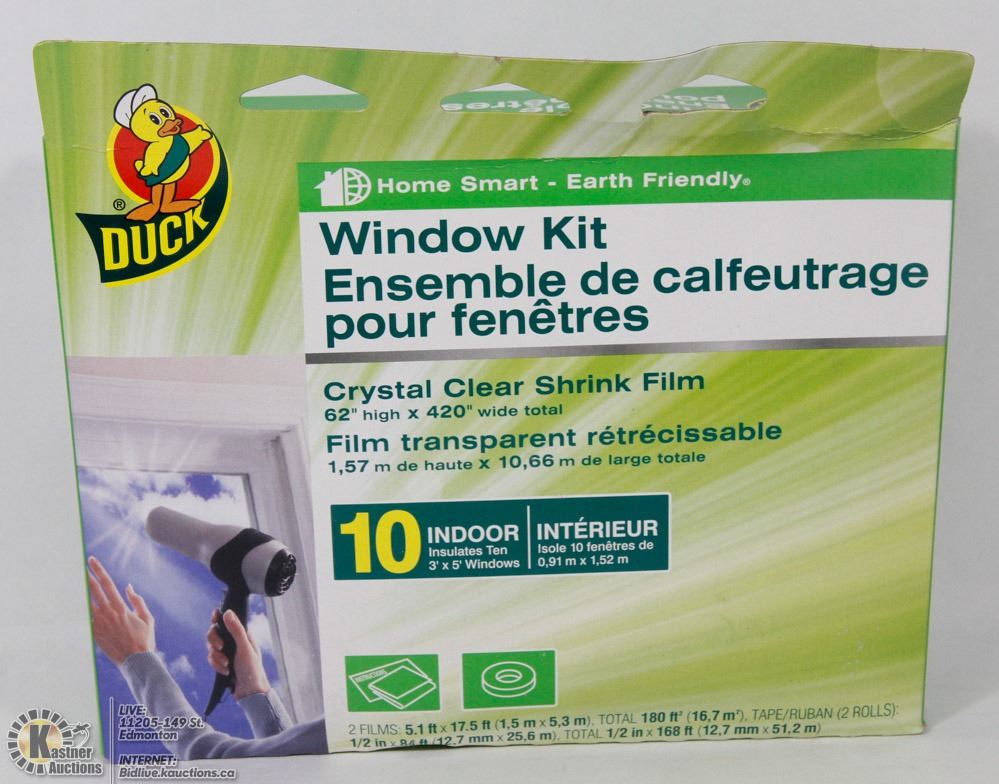 DUCK
®
Home Smart - Earth Friendly®
Window Kit
Ensemble de calfeutrage
pour fenêtres
Crystal Clear Shrink Film
62" high x 420" wide total
Film transparent rétrécissable
1,57 m de haute x 10,66 m de large totale
10
INDOOR
Insulates Ten
3' x 5' Windows
INTÉRIEUR
Isole 10 fenêtres de
0,91 m x 1,52 m
INSTRUCTIONS
2 FILMS: 5.1 ft x 17.5 ft (1,5 m x 5,3 m), TOTAL 180 ft² (16,7 m²), TAPE/RUBAN (2 ROLLS):
1/2 in x 84 ft (12,7 mm x 25,6 m), TOTAL 1/2 in x 168 ft (12,7 mm x 51,2 m)
LIVE:
11205-149 St.
Edmonton
INTERNET:
Bidlive.kauctions.ca
Kastner
Auctions